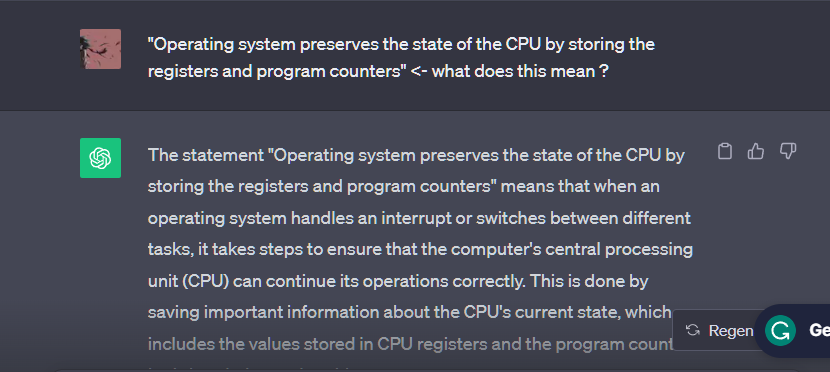 "Operating system preserves the state of the CPU by storing the
registers and program counters" <- what does this mean ?
The statement "Operating system preserves the state of the CPU by
storing the registers and program counters" means that when an
operating system handles an interrupt or switches between different
tasks, it takes steps to ensure that the computer's central processing
unit (CPU) can continue its operations correctly. This is done by
saving important information about the CPU's current state, which
Regen
Ge
includes the values stored in CPU registers and the program count